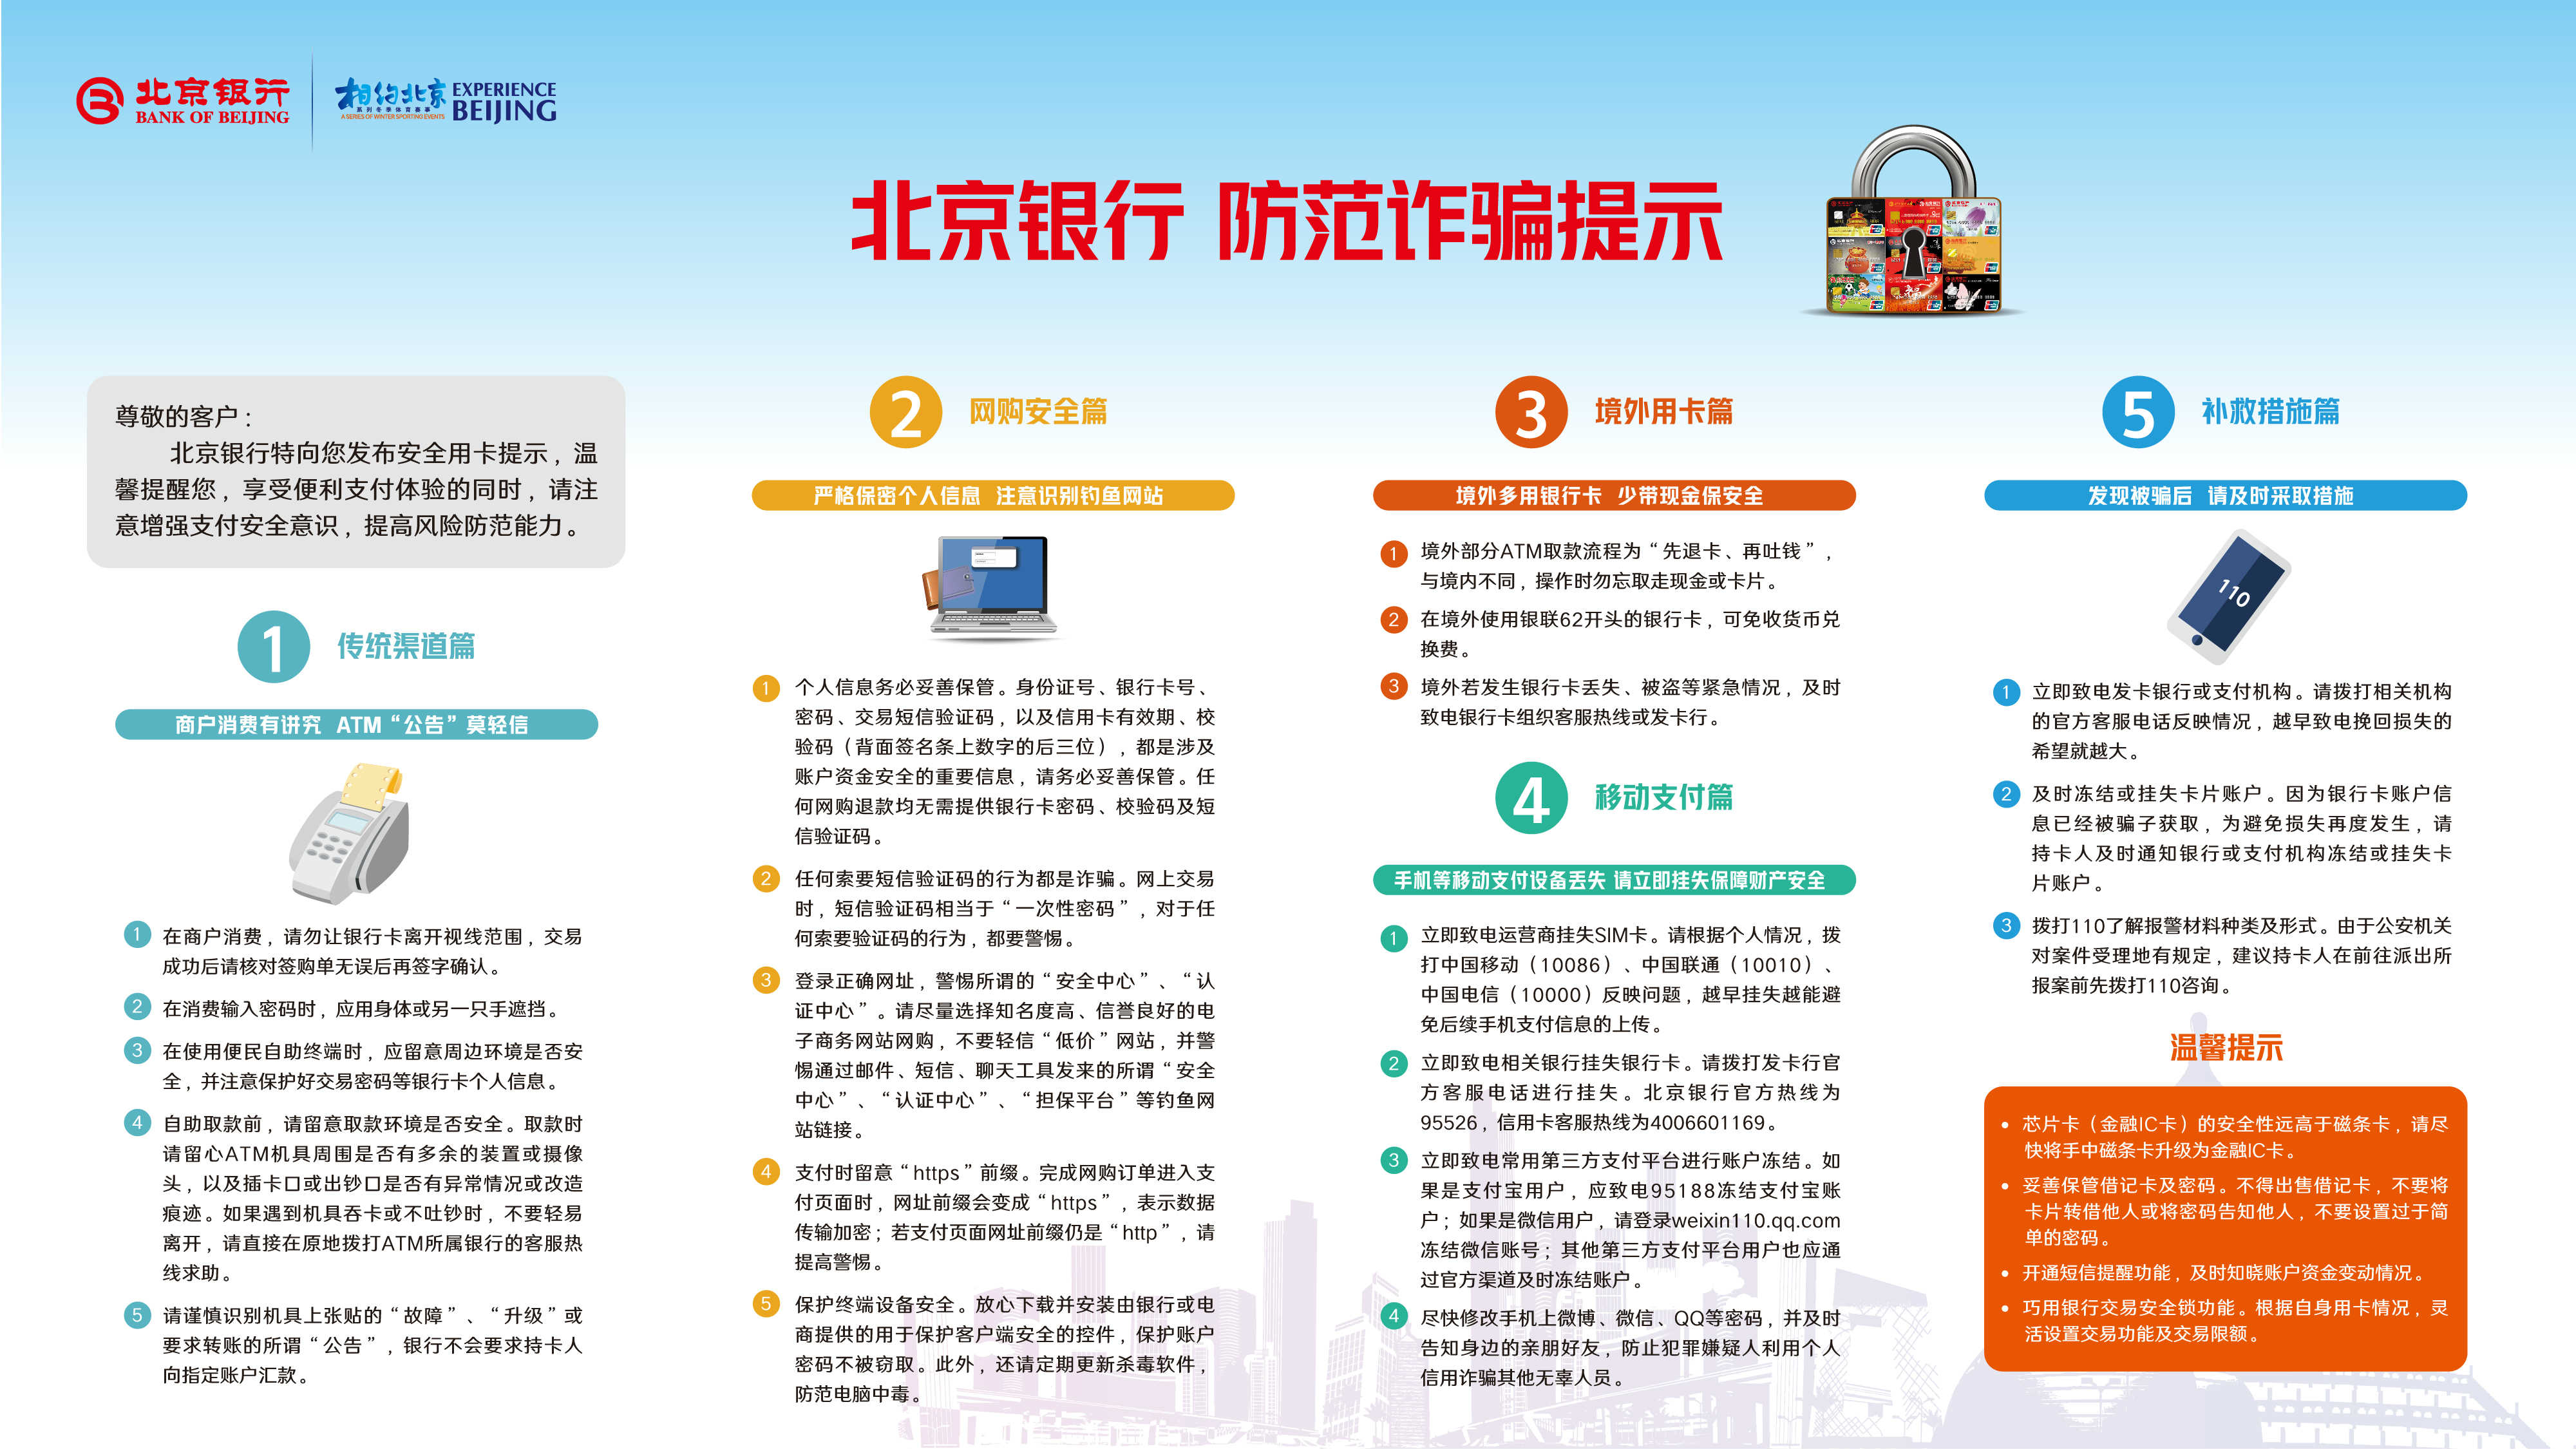 北京银行
BANK OF BEIJING
相约北京
系列冬季体育赛事
A SERIES OF WINTER SPORTING EVENTS
EXPERIENCE
BEIJING
北京银行 防范诈骗提示
尊敬的客户：
北京银行特向您发布安全用卡提示，温
馨提醒您，享受便利支付体验的同时，请注
意增强支付安全意识，提高风险防范能力。
1 传统渠道篇
商户消费有讲究 ATM“公告”莫轻信
1 在商户消费，请勿让银行卡离开视线范围，交易
成功后请核对签购单无误后再签字确认。
2 在消费输入密码时，应用身体或另一只手遮挡。
3 在使用便民自助终端时，应留意周边环境是否安
全，并注意保护好交易密码等银行卡个人信息。
4 自助取款前，请留意取款环境是否安全。取款时
请留心ATM机具周围是否有多余的装置或摄像
头，以及插卡口或出钞口是否有异常情况或改造
痕迹。如果遇到机具吞卡或不吐钞时，不要轻易
离开，请直接在原地拨打ATM所属银行的客服热
线求助。
5 请谨慎识别机具上张贴的“故障”、“升级”或
要求转账的所谓“公告”，银行不会要求持卡人
向指定账户汇款。
2 网购安全篇
严格保密个人信息 注意识别钓鱼网站
1 个人信息务必妥善保管。身份证号、银行卡号、
密码、交易短信验证码，以及信用卡有效期、校
验码（背面签名条上数字的后三位），都是涉及
账户资金安全的重要信息，请务必妥善保管。任
何网购退款均无需提供银行卡密码、校验码及短
信验证码。
2 任何索要短信验证码的行为都是诈骗。网上交易
时，短信验证码相当于“一次性密码”，对于任
何索要验证码的行为，都要警惕。
3 登录正确网址，警惕所谓的“安全中心”、“认
证中心”。请尽量选择知名度高、信誉良好的电
子商务网站网购，不要轻信“低价”网站，并警
惕通过邮件、短信、聊天工具发来的所谓“安全
中心”、“认证中心”、“担保平台”等钓鱼网
站链接。
4 支付时留意“https”前缀。完成网购订单进入支
付页面时，网址前缀会变成“https”，表示数据
传输加密；若支付页面网址前缀仍是“http”，请
提高警惕。
5 保护终端设备安全。放心下载并安装由银行或电
商提供的用于保护客户端安全的控件，保护账户
密码不被窃取。此外，还请定期更新杀毒软件，
防范电脑中毒。
3 境外用卡篇
境外多用银行卡 少带现金保安全
1 境外部分ATM取款流程为“先退卡、再吐钱”，
与境内不同，操作时勿忘取走现金或卡片。
2 在境外使用银联62开头的银行卡，可免收货币兑
换费。
3 境外若发生银行卡丢失、被盗等紧急情况，及时
致电银行卡组织客服热线或发卡行。
4 移动支付篇
手机等移动支付设备丢失 请立即挂失保障财产安全
1 立即致电运营商挂失SIM卡。请根据个人情况，拨
打中国移动（10086）、中国联通（10010）、
中国电信（10000）反映问题，越早挂失越能避
免后续手机支付信息的上传。
2 立即致电相关银行挂失银行卡。请拨打发卡行官
方客服电话进行挂失。北京银行官方热线为
95526，信用卡客服热线为4006601169。
3 立即致电常用第三方支付平台进行账户冻结。如
果是支付宝用户，应致电95188冻结支付宝账
户；如果是微信用户，请登录weixin110.qq.com
冻结微信账号；其他第三方支付平台用户也应通
过官方渠道及时冻结账户。
4 尽快修改手机上微博、微信、QQ等密码，并及时
告知身边的亲朋好友，防止犯罪嫌疑人利用个人
信用诈骗其他无辜人员。
5 补救措施篇
发现被骗后 请及时采取措施
110
1 立即致电发卡银行或支付机构。请拨打相关机构
的官方客服电话反映情况，越早致电挽回损失的
希望就越大。
2 及时冻结或挂失卡片账户。因为银行卡账户信
息已经被骗子获取，为避免损失再度发生，请
持卡人及时通知银行或支付机构冻结或挂失卡
片账户。
3 拨打110了解报警材料种类及形式。由于公安机关
对案件受理地有规定，建议持卡人在前往派出所
报案前先拨打110咨询。
温馨提示
• 芯片卡（金融IC卡）的安全性远高于磁条卡，请尽
快将手中磁条卡升级为金融IC卡。
• 妥善保管借记卡及密码。不得出售借记卡，不要将
卡片转借他人或将密码告知他人，不要设置过于简
单的密码。
• 开通短信提醒功能，及时知晓账户资金变动情况。
• 巧用银行交易安全锁功能。根据自身用卡情况，灵
活设置交易功能及交易限额。